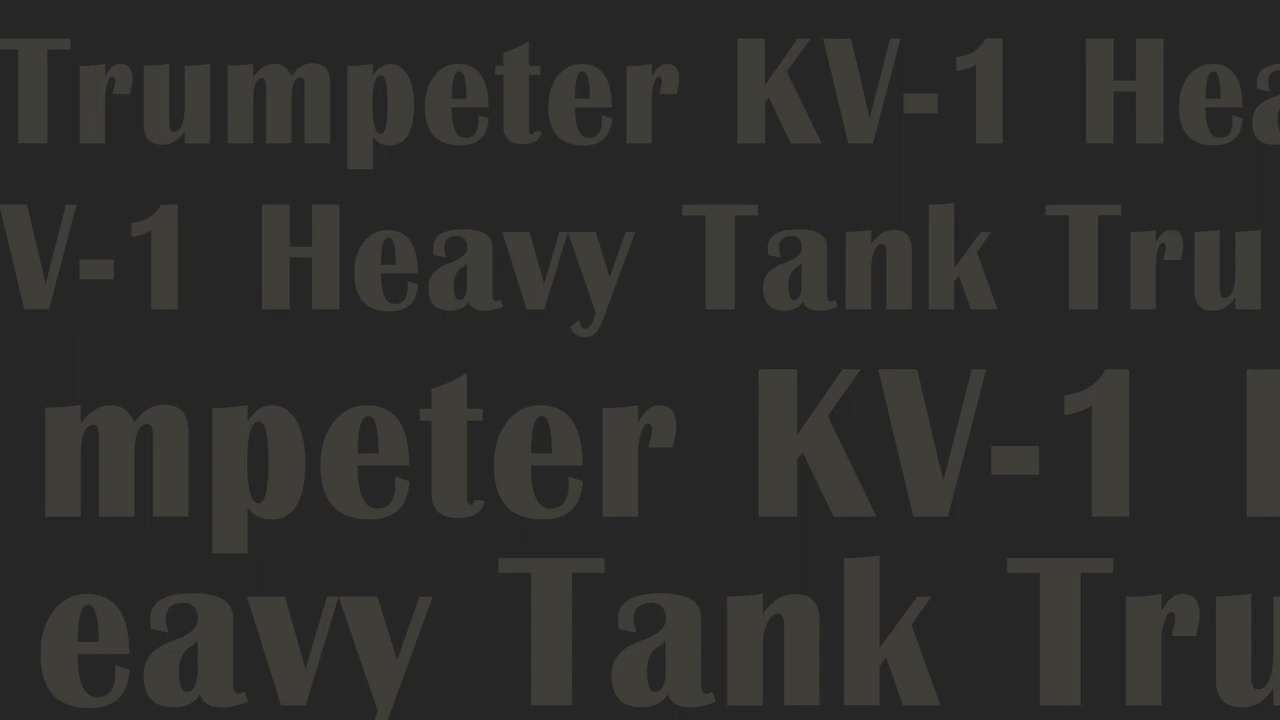 Trumpeter KV-1 Hea
V-1 Heavy Tank Tru
mpeter KV-1
eavy Tank Tru